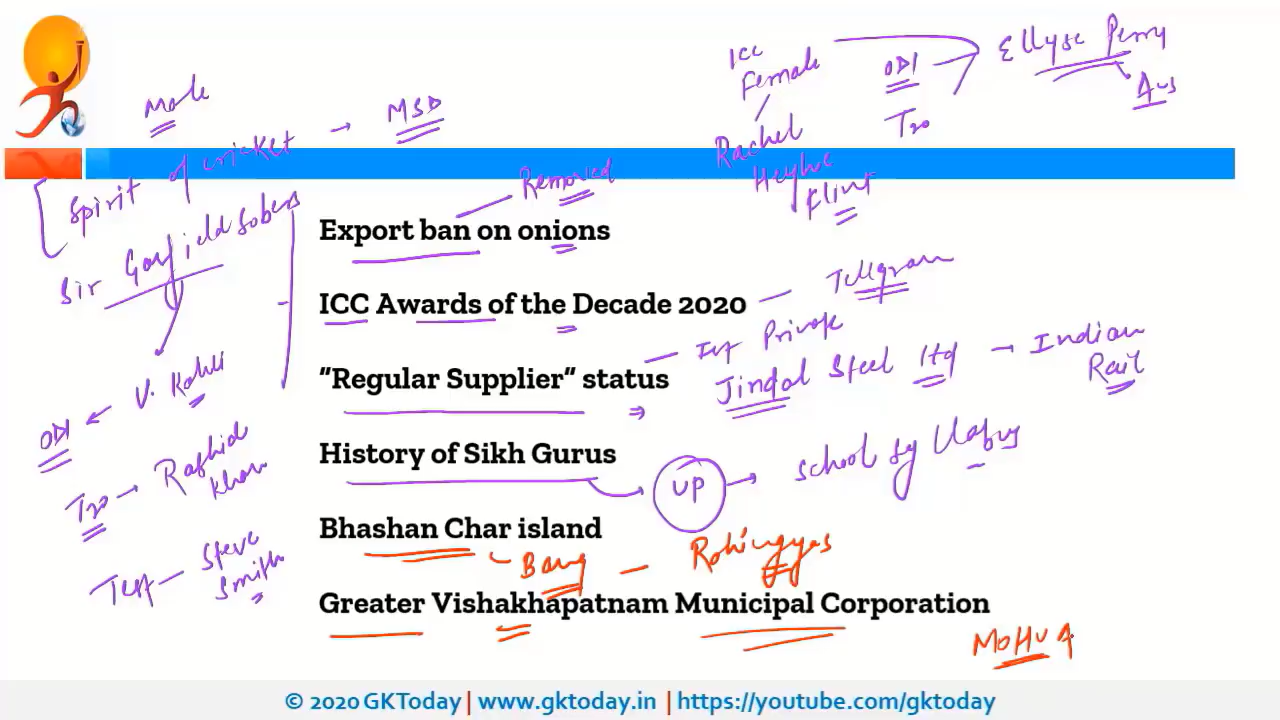 Male
Spirit of cricket → MSD
Sir Garfield Sobers
V. Kohli
ODI
T20 → Rashid Khan
Test — Steve Smith
ICC
Female
Rachel
Heyhoe
Flint
ODI
T20
Ellyse Perry
Aus
Removed
Export ban on onions
ICC Awards of the Decade 2020
Telegram
"Regular Supplier" status
Ist Private
Jindal Steel ltd → Indian
Rail
History of Sikh Gurus
UP → School Syllabus
Bhashan Char island
Bang — Rohingyas
Greater Vishakhapatnam Municipal Corporation
MoHUA
© 2020 GKToday | www.gktoday.in | https://youtube.com/gktoday